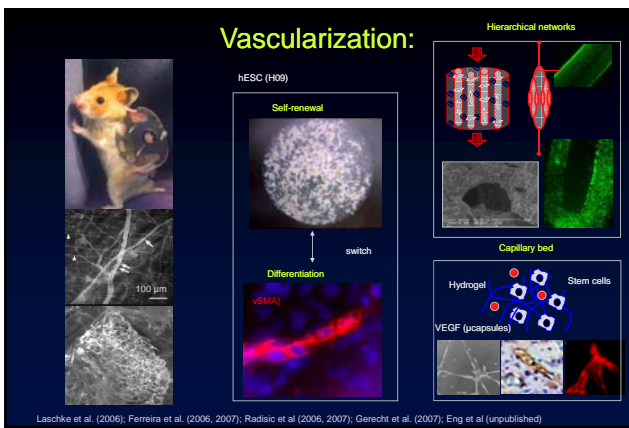 Vascularization:
100 µm
hESC (H09)
Self-renewal
switch
Differentiation
vSMA)
Hierarchical networks
Capillary bed
Hydrogel
Stem cells
VEGF (µcapsules)
Laschke et al. (2006); Ferreira et al. (2006, 2007); Radisic et al (2006, 2007); Gerecht et al. (2007); Eng et al (unpublished)